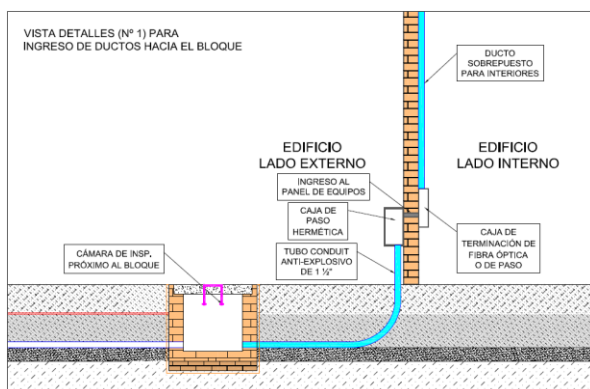 VISTA DETALLES (Nº 1) PARA
INGRESO DE DUCTOS HACIA EL BLOQUE
DUCTO
SOBREPUESTO
PARA INTERIORES
EDIFICIO
LADO EXTERNO
EDIFICIO
LADO INTERNO
INGRESO AL
PANEL DE EQUIPOS
CAJA DE
PASO
HERMÉTICA
CAJA DE
TERMINACIÓN DE
FIBRA ÓPTICA
O DE PASO
CÁMARA DE INSP.
PRÓXIMO AL BLOQUE
TUBO CONDUIT
ANTI-EXPLOSIVO
DE 1 ½"